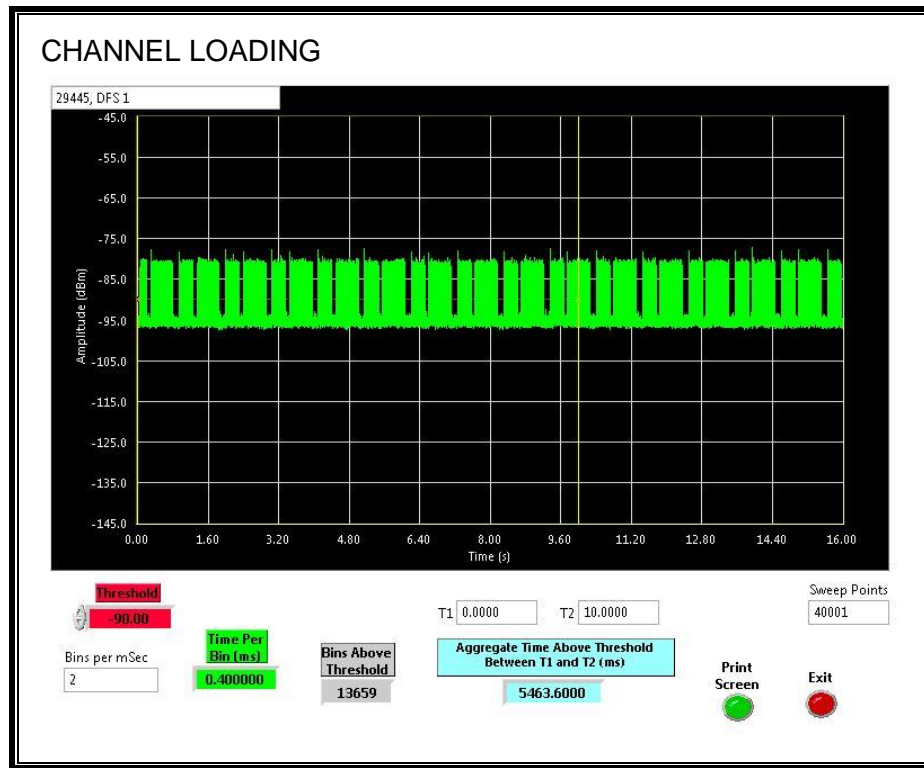 CHANNEL LOADING
29445, DFS 1
-45.0
-55.0
-65.0
-75.0
-85.0
-95.0
-105.0
-115.0
-125.0
-135.0
-145.0
Amplitude (dBm)
0.00 1.60 3.20 4.80 6.40 8.00 9.60 11.20 12.80 14.40 16.00
Time (s)
Threshold
-90.00
Bins per mSec
2
Time Per
Bin (ms)
0.400000
Bins Above
Threshold
13659
T1 0.0000 T2 10.0000
Aggregate Time Above Threshold
Between T1 and T2 (ms)
5463.6000
Sweep Points
40001
Print
Screen
Exit